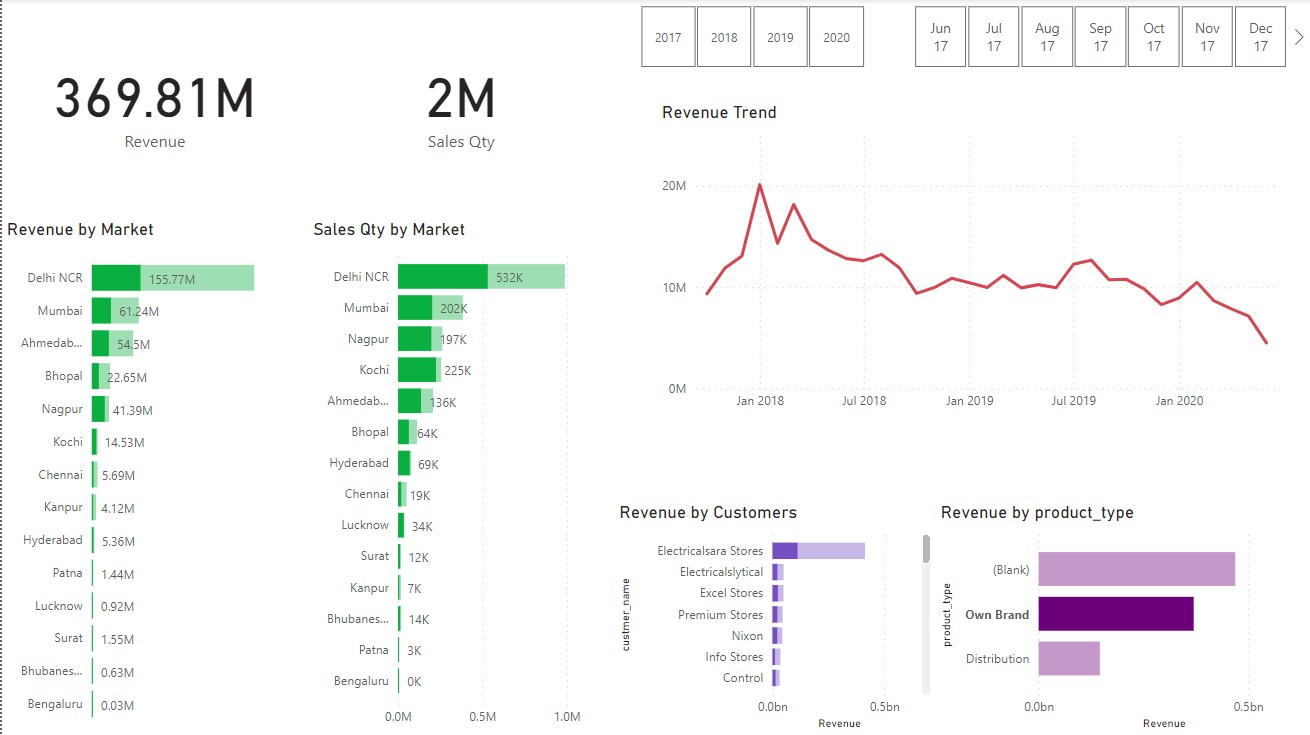 2017
2018
2019
2020
Jun
17
Jul
17
Aug
17
Sep
17
Oct
17
Nov
17
Dec
17
369.81M
Revenue
2M
Sales Qty
Revenue Trend
20M
10M
0M
Jan 2018
Jul 2018
Jan 2019
Jul 2019
Jan 2020
Revenue by Market
Delhi NCR 155.77M
Mumbai 61.24M
Ahmedab... 54.5M
Bhopal 22.65M
Nagpur 41.39M
Kochi 14.53M
Chennai 5.69M
Kanpur 4.12M
Hyderabad 5.36M
Patna 1.44M
Lucknow 0.92M
Surat 1.55M
Bhubanes... 0.63M
Bengaluru 0.03M
Sales Qty by Market
Delhi NCR 532K
Mumbai 202K
Nagpur 197K
Kochi 225K
Ahmedab... 136K
Bhopal 64K
Hyderabad 69K
Chennai 19K
Lucknow 34K
Surat 12K
Kanpur 7K
Bhubanes... 14K
Patna 3K
Bengaluru 0K
0.0M 0.5M 1.0M
Revenue by Customers
custmer_name
Electricalsara Stores
Electricalslytical
Excel Stores
Premium Stores
Nixon
Info Stores
Control
0.0bn 0.5bn
Revenue
Revenue by product_type
product_type
(Blank)
Own Brand
Distribution
0.0bn 0.5bn
Revenue